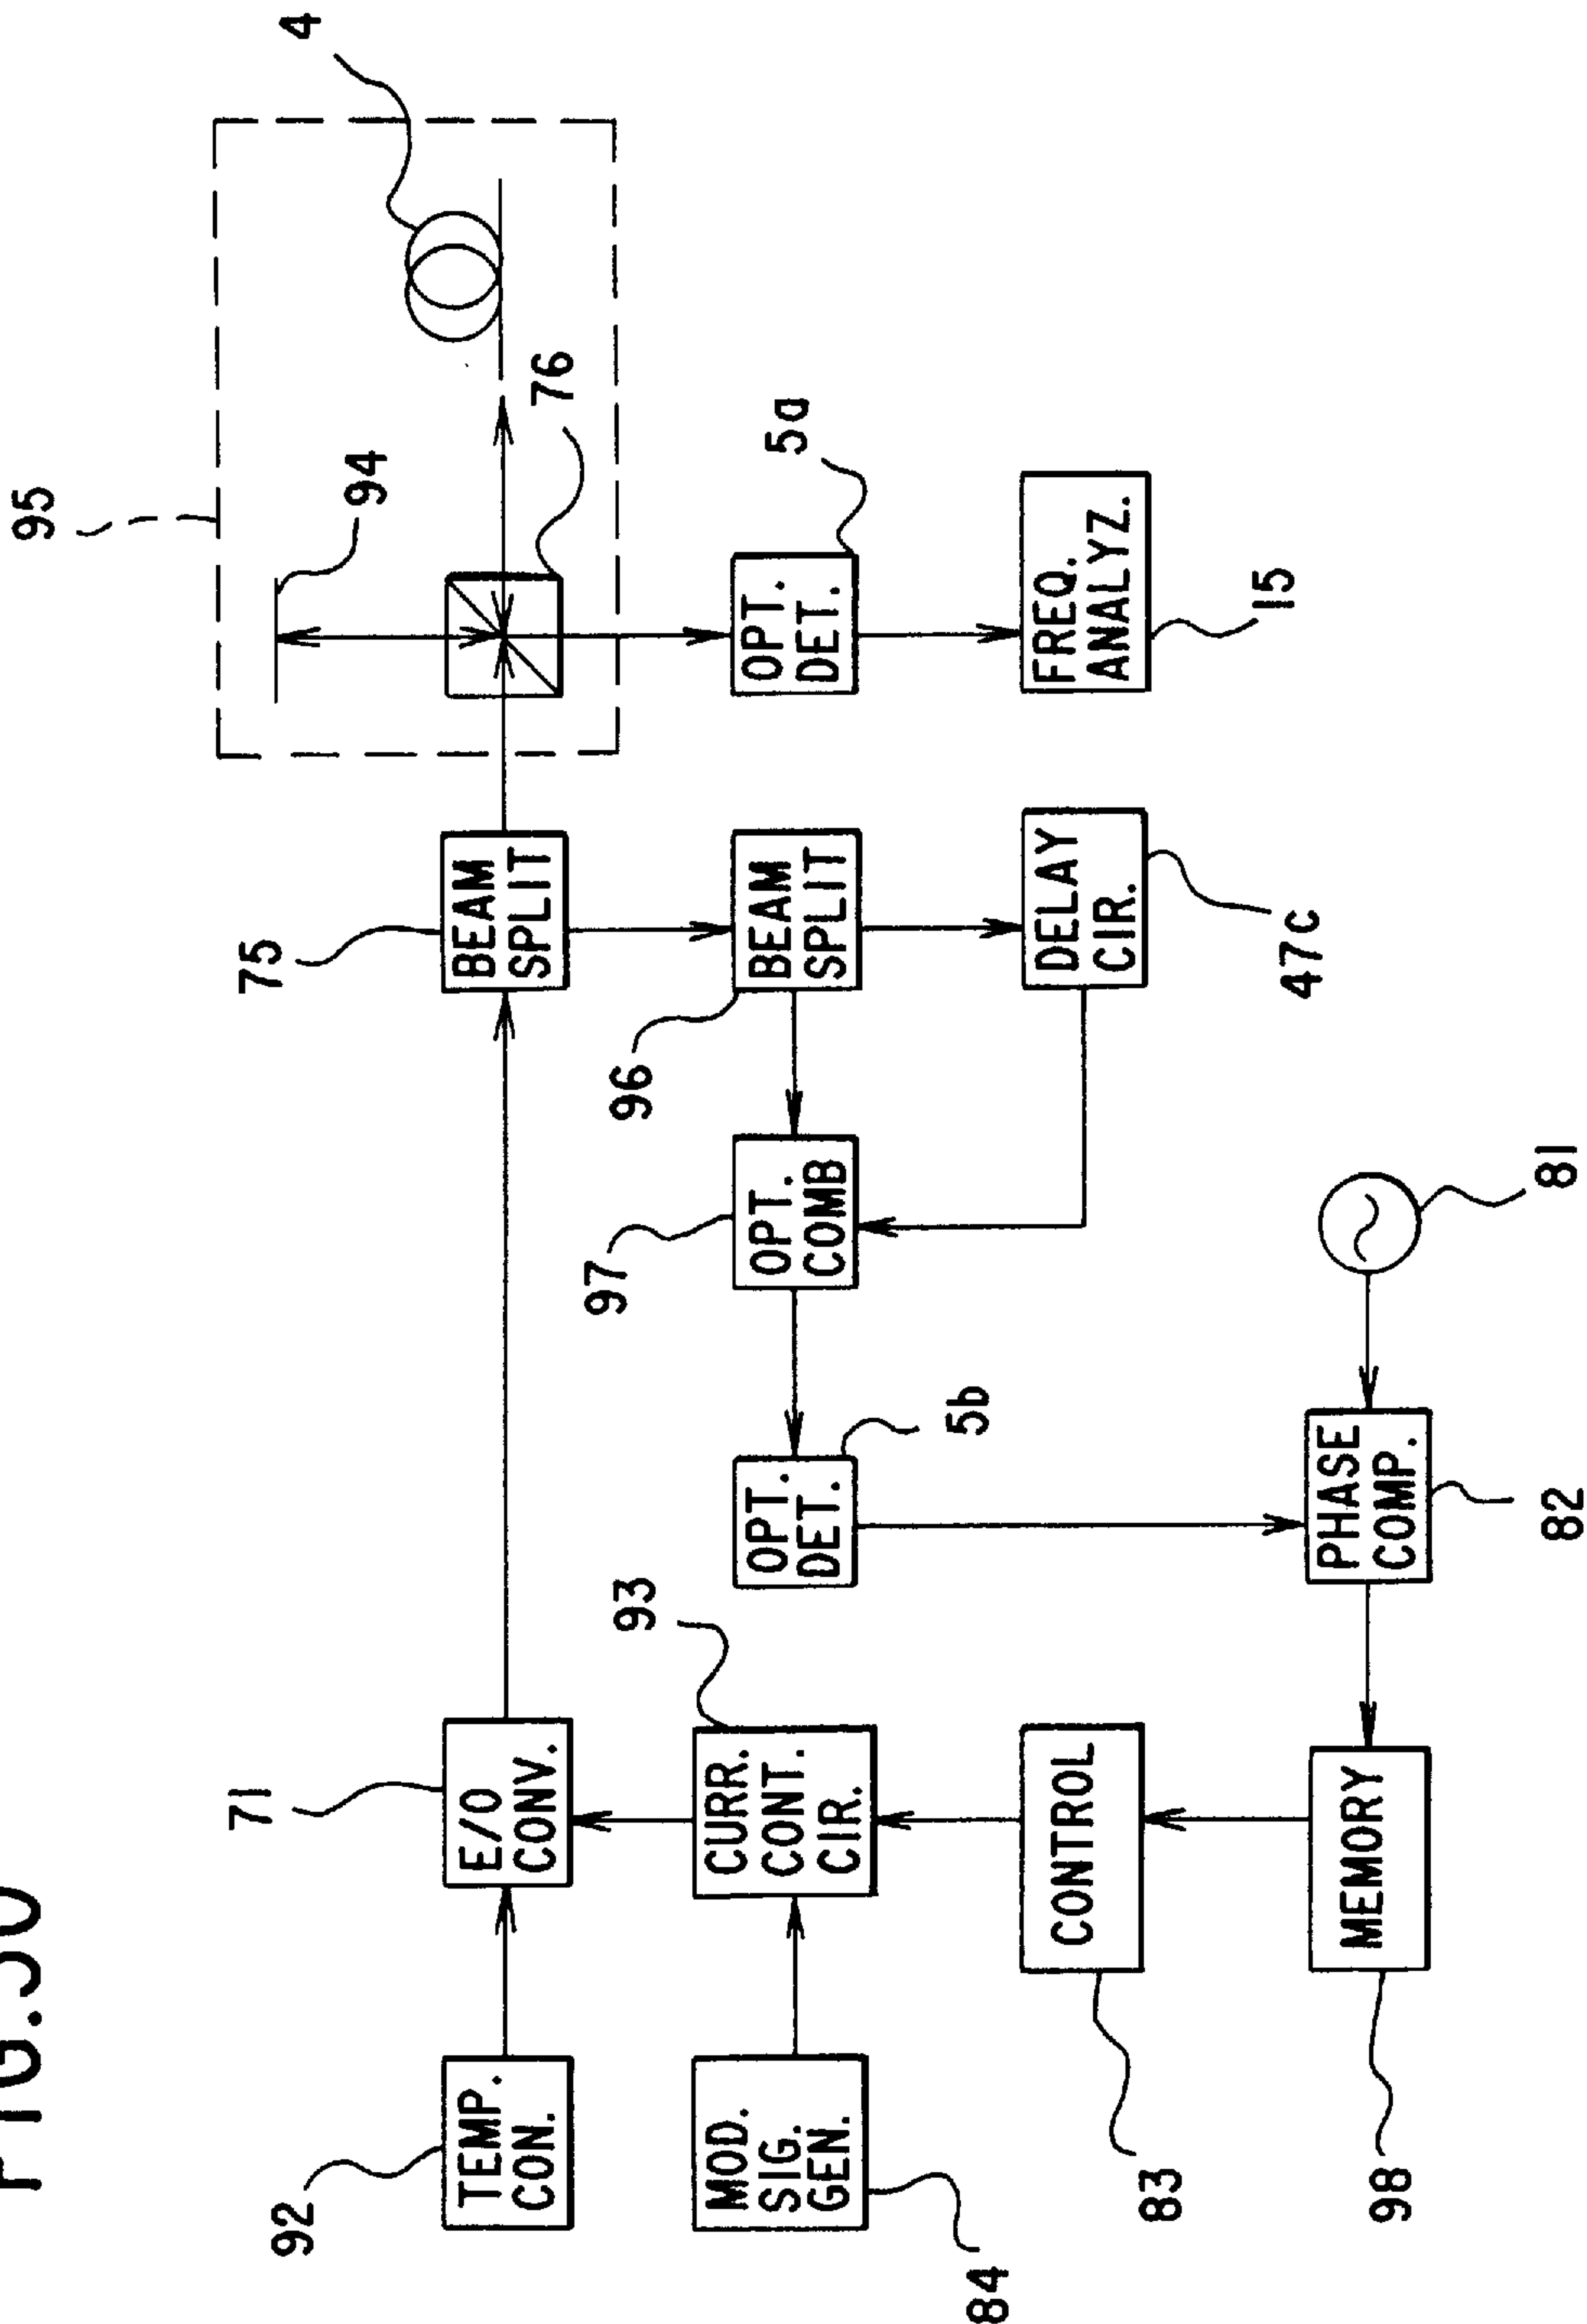 FIG.30
95
92
71
75
94
4
TEMP.
CON.
E/O
CONV.
BEAM
SPLIT
76
93
97
96
MOD.
SIG.
GEN.
CURR.
CONT.
CIR.
OPT.
DET.
OPT.
COMB
BEAM
SPLIT
OPT.
DET.
5a
5b
84
CONTROL
DELAY
CIR.
FREQ.
ANALYZ.
83
47c
15
MEMORY
PHASE
COMP.
98
82
81